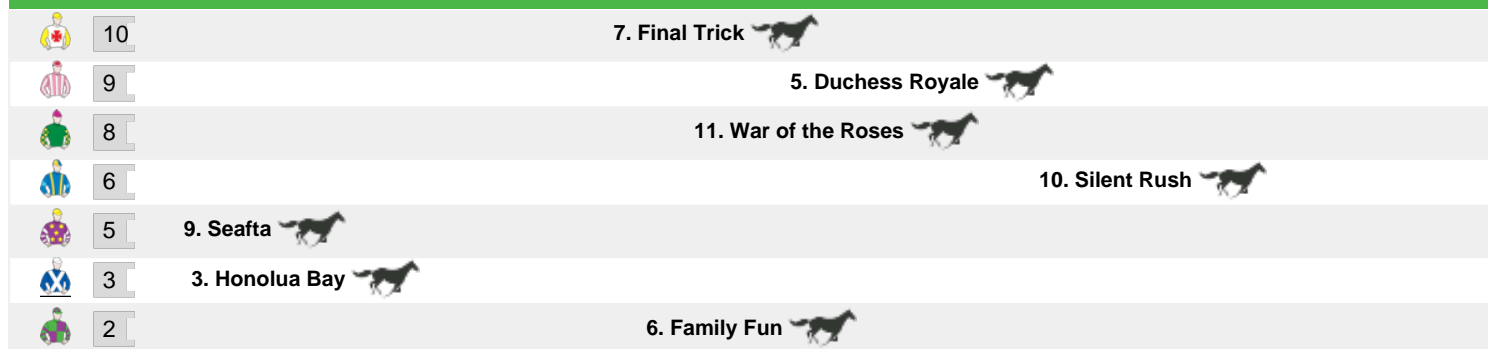 10 7. Final Trick
9 5. Duchess Royale
8 11. War of the Roses
6 10. Silent Rush
5 9. Seafta
3 3. Honolua Bay
2 6. Family Fun